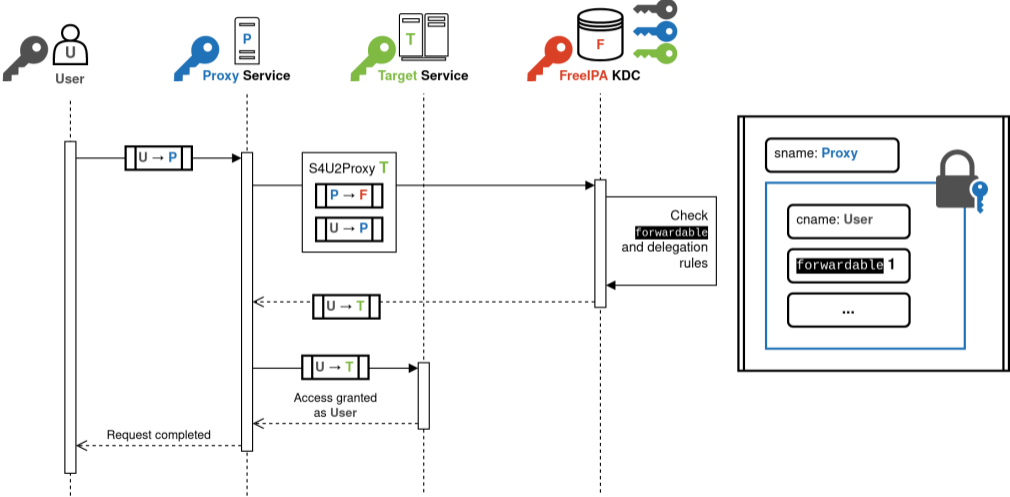 U
P
T
F
User
Proxy Service
Target Service
FreeIPA KDC
U → P
S4U2Proxy T
P → F
U → P
Check
forwardable
and delegation
rules
U → T
U → T
Access granted
as User
Request completed
sname: Proxy
cname: User
forwardable 1
...